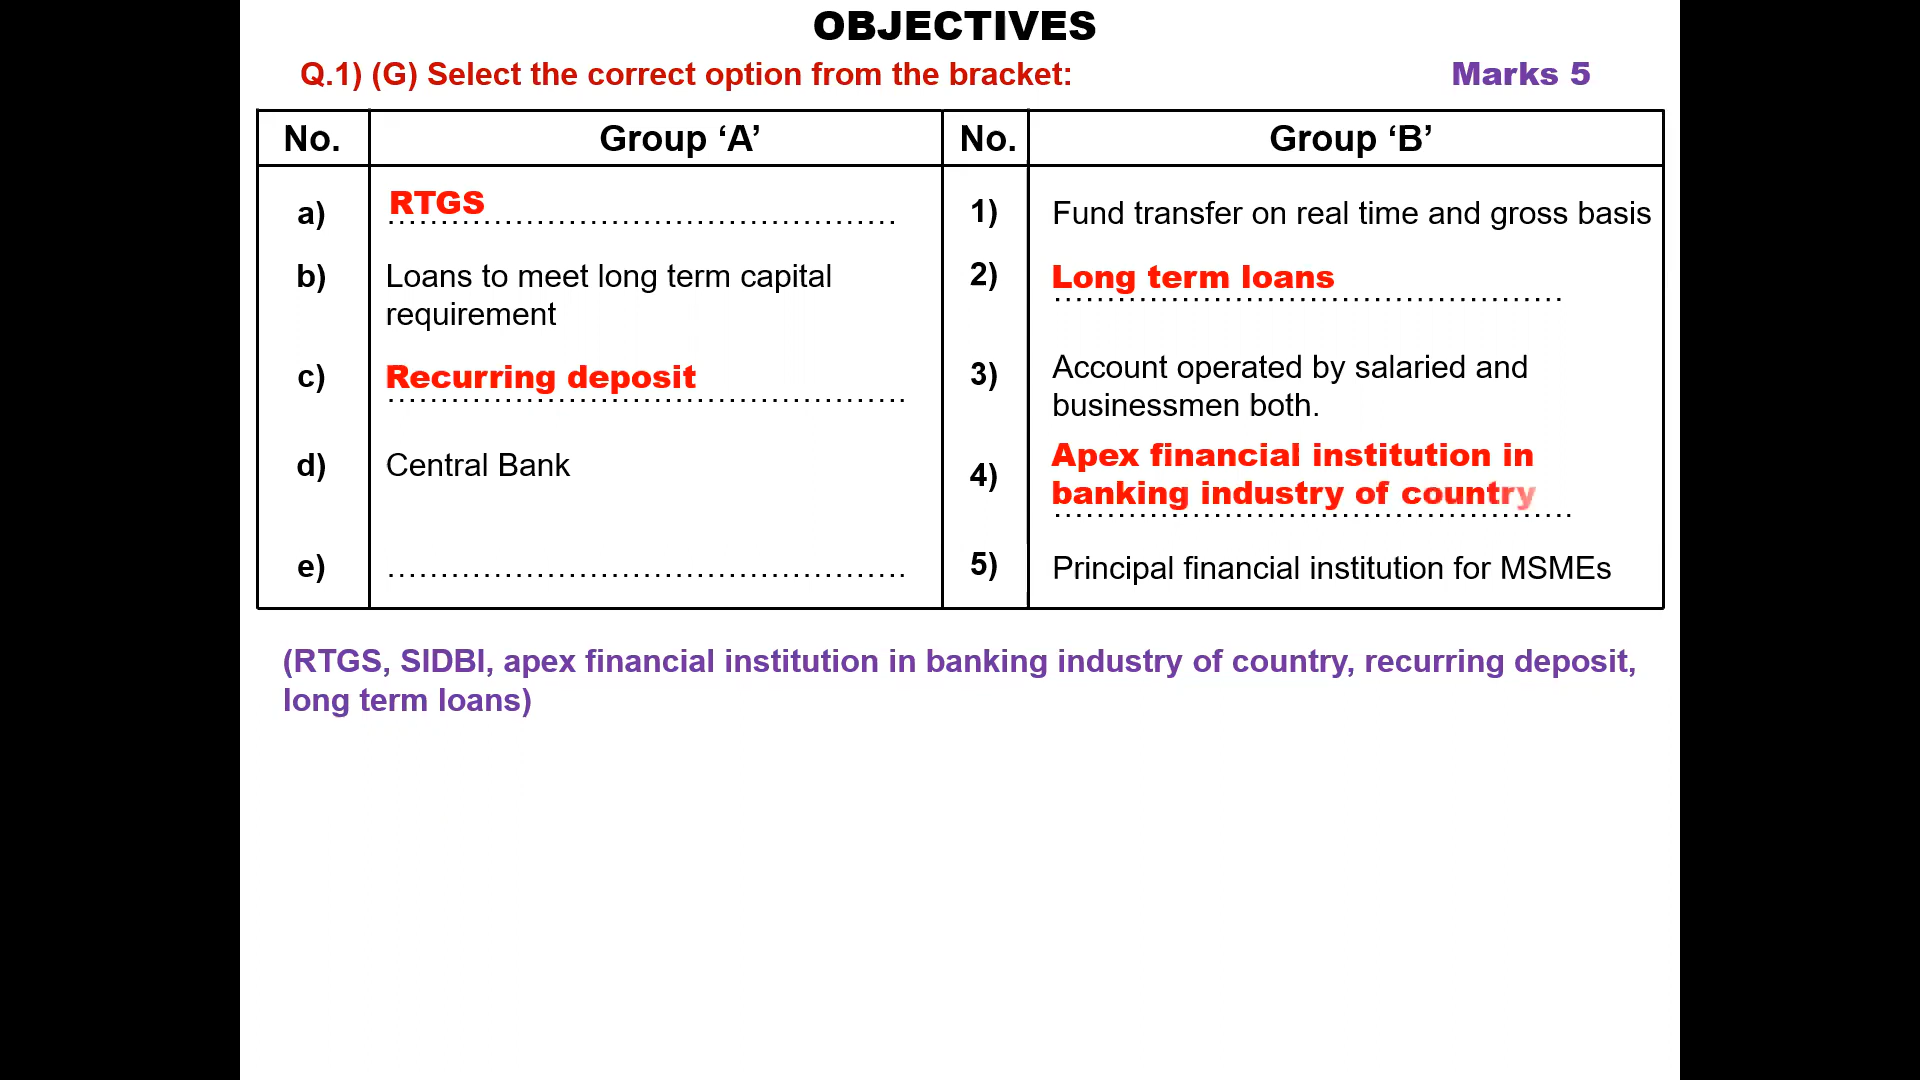 OBJECTIVES
Q.1) (G) Select the correct option from the bracket: Marks 5
No. Group ‘A’ No. Group ‘B’
a) RTGS ................................................ 1) Fund transfer on real time and gross basis
b) Loans to meet long term capital
requirement
2) Long term loans
................................................
c) Recurring deposit
................................................
3) Account operated by salaried and
businessmen both.
d) Central Bank
4) Apex financial institution in
banking industry of country
................................................
e) ................................................ 5) Principal financial institution for MSMEs
(RTGS, SIDBI, apex financial institution in banking industry of country, recurring deposit,
long term loans)